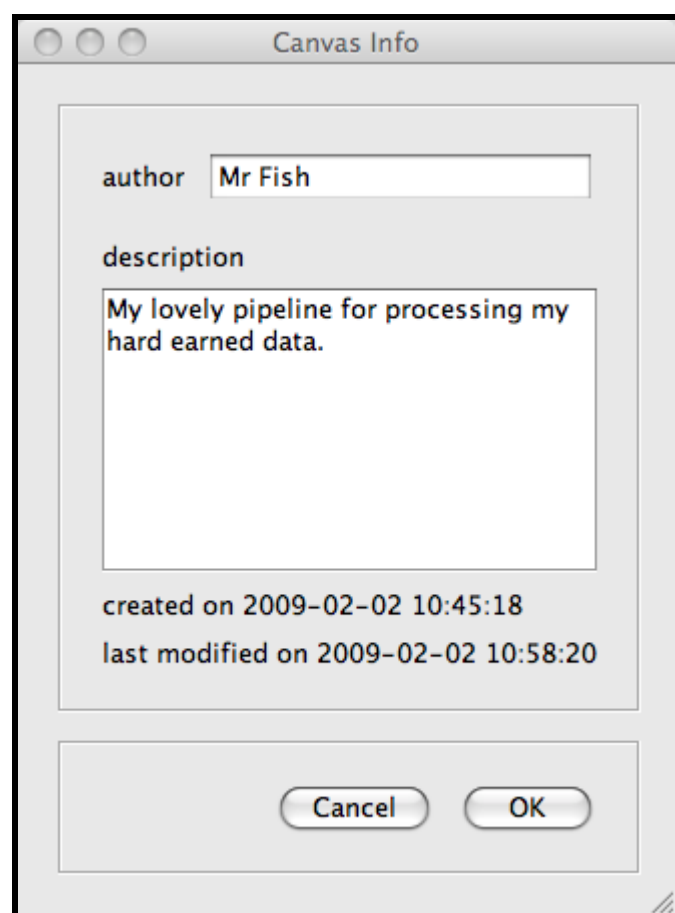 Canvas Info
author Mr Fish
description
My lovely pipeline for processing my
hard earned data.
created on 2009-02-02 10:45:18
last modified on 2009-02-02 10:58:20
Cancel OK